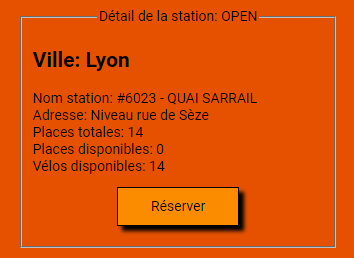 Détail de la station: OPEN
Ville: Lyon
Nom station: #6023 - QUAI SARRAIL
Adresse: Niveau rue de Sèze
Places totales: 14
Places disponibles: 0
Vélos disponibles: 14
Réserver